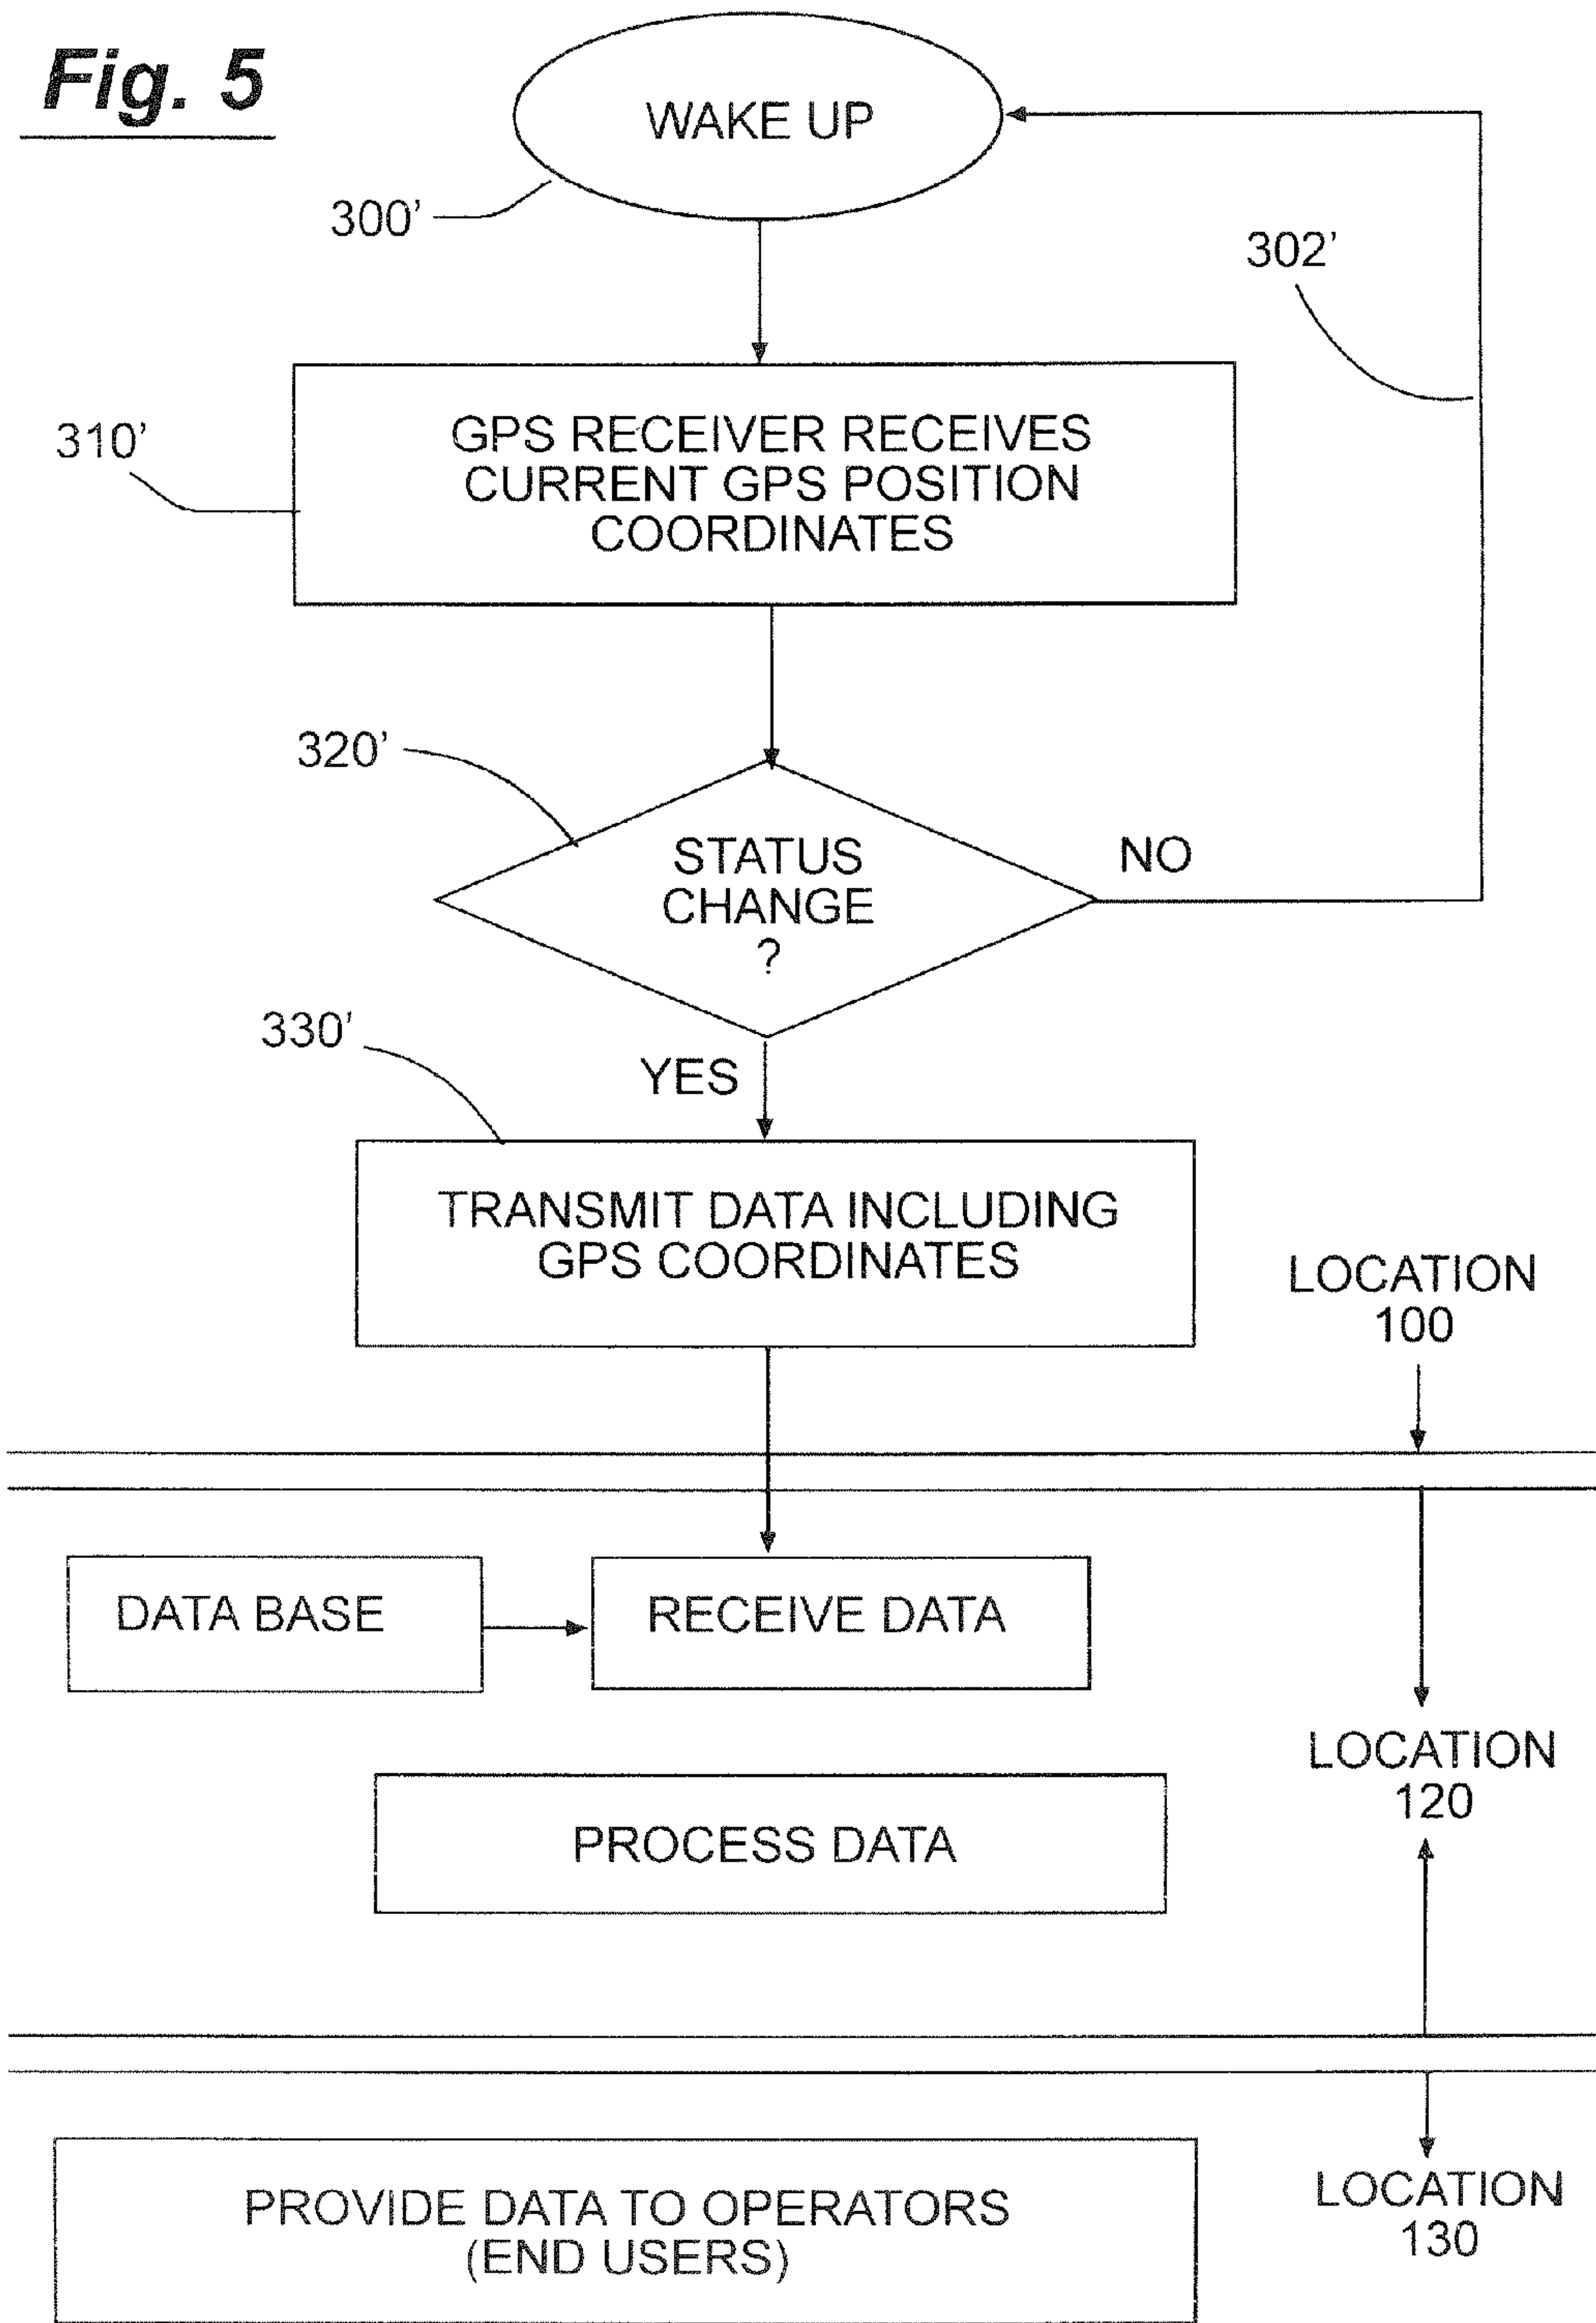 Fig. 5
WAKE UP
300’
302’
GPS RECEIVER RECEIVES
CURRENT GPS POSITION
COORDINATES
310’
320’
STATUS
CHANGE
?
NO
330’
YES
TRANSMIT DATA INCLUDING
GPS COORDINATES
LOCATION
100
DATA BASE
RECEIVE DATA
LOCATION
120
PROCESS DATA
PROVIDE DATA TO OPERATORS
(END USERS)
LOCATION
130